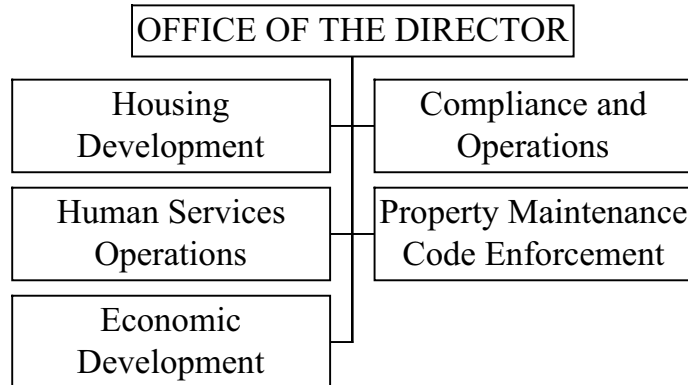 OFFICE OF THE DIRECTOR
Housing
Development
Compliance and
Operations
Human Services
Operations
Property Maintenance
Code Enforcement
Economic
Development